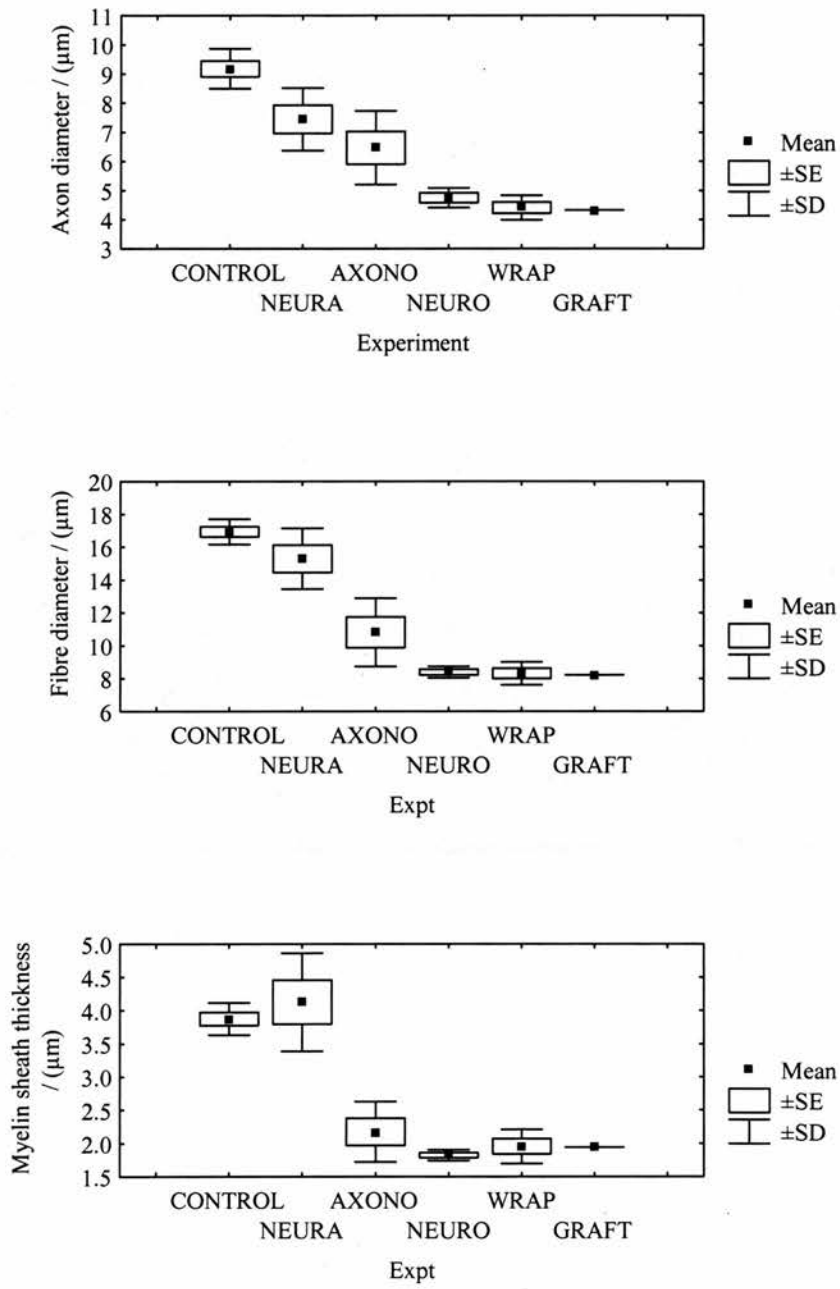 Axon diameter / (μm)
11
10
9
8
7
6
5
4
3
CONTROL AXONO WRAP
NEURA NEURO GRAFT
Experiment
Mean
±SE
±SD
Fibre diameter / (μm)
20
18
16
14
12
10
8
6
CONTROL AXONO WRAP
NEURA NEURO GRAFT
Expt
Mean
±SE
±SD
Myelin sheath thickness
/ (μm)
5.0
4.5
4.0
3.5
3.0
2.5
2.0
1.5
CONTROL AXONO WRAP
NEURA NEURO GRAFT
Expt
Mean
±SE
±SD